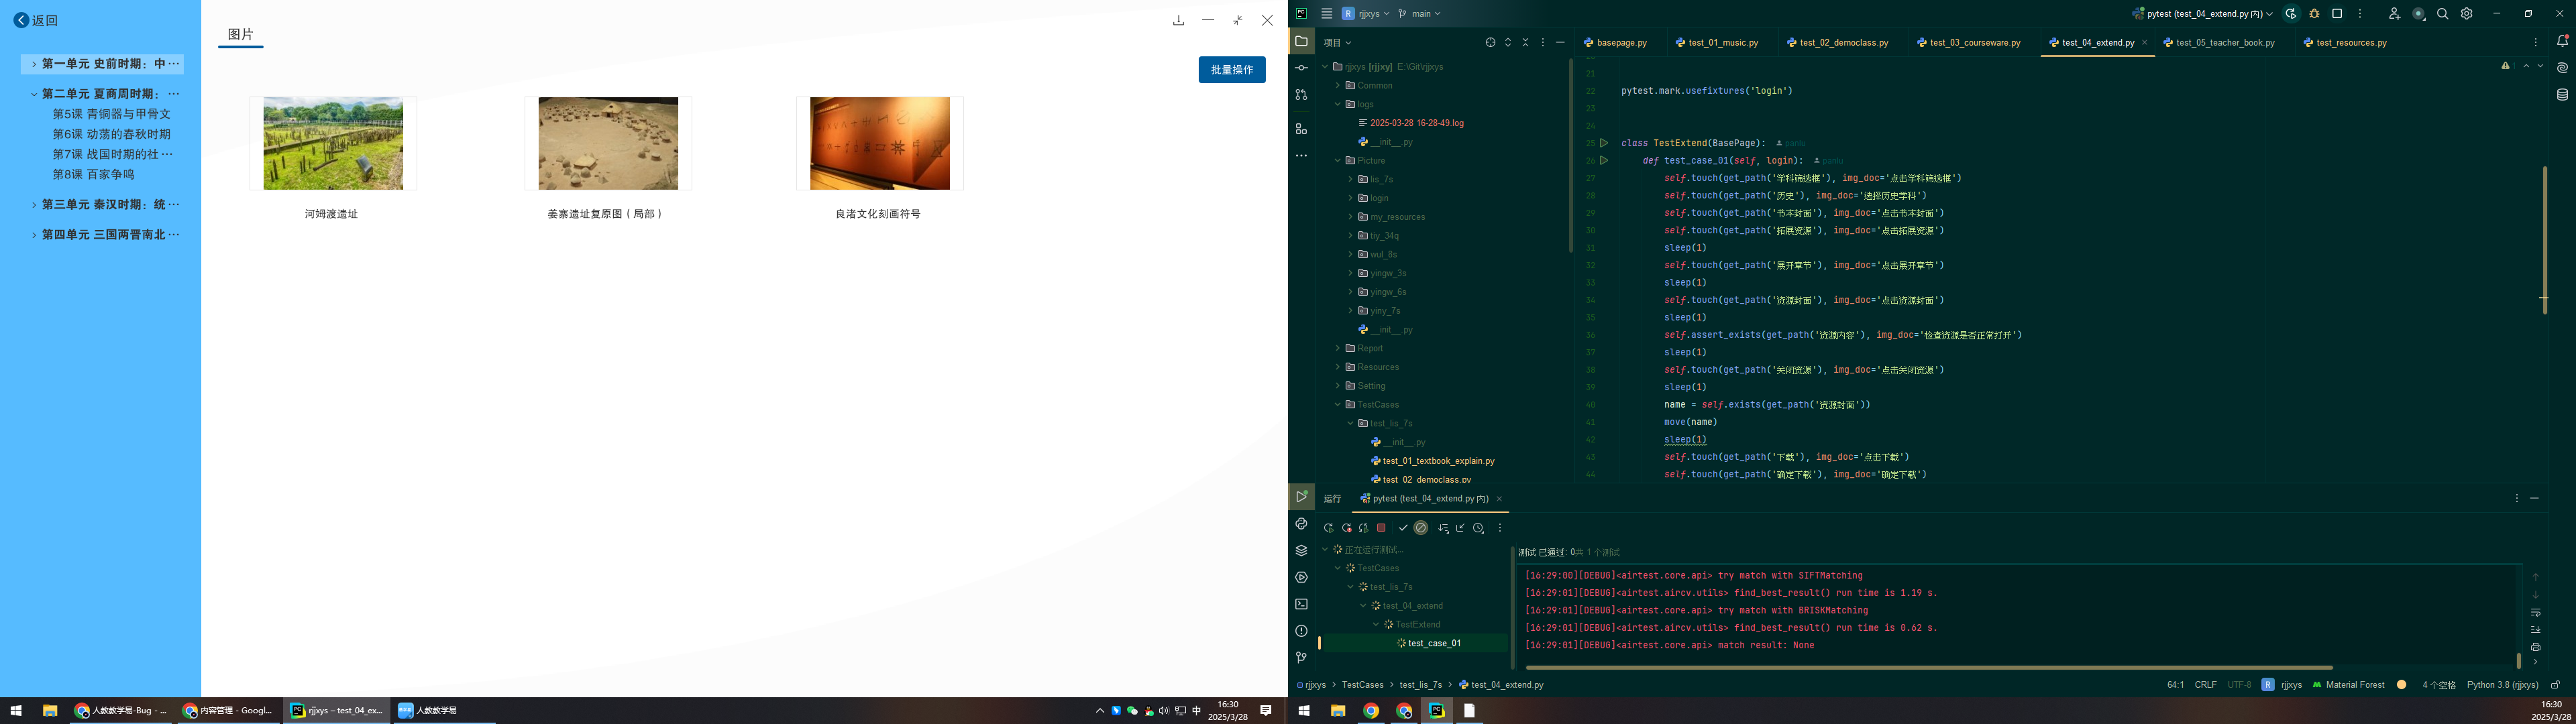 返回
图片
批量操作
第一单元 史前时期：中 ···
第二单元 夏商周时期： ···
第5课 青铜器与甲骨文
第6课 动荡的春秋时期
第7课 战国时期的社 ···
第8课 百家争鸣
第三单元 秦汉时期：统 ···
第四单元 三国两晋南北 ···
河姆渡遗址
姜寨遗址复原图（局部）
良渚文化刻画符号
PC
R rjjxys
main
pytest (test_04_extend.py 内)
项目
basepage.py
test_01_music.py
test_02_democlass.py
test_03_courseware.py
test_04_extend.py
test_05_teacher_book.py
test_resources.py
rjjxys [rjjxy] E:\Git\rjjxys
Common
logs
2025-03-28 16-28-49.log
__init__.py
Picture
lis_7s
login
my_resources
tiy_34q
wul_8s
yingw_3s
yingw_6s
yiny_7s
__init__.py
Report
Resources
Setting
TestCases
test_lis_7s
__init__.py
test_01_textbook_explain.py
test_02_democlass.py
21
22 pytest.mark.usefixtures('login')
23
24
25 class TestExtend(BasePage): panlu
26 def test_case_01(self, login): panlu
27 self.touch(get_path('学科筛选框'), img_doc='点击学科筛选框')
28 self.touch(get_path('历史'), img_doc='选择历史学科')
29 self.touch(get_path('书本封面'), img_doc='点击书本封面')
30 self.touch(get_path('拓展资源'), img_doc='点击拓展资源')
31 sleep(1)
32 self.touch(get_path('展开章节'), img_doc='点击展开章节')
33 sleep(1)
34 self.touch(get_path('资源封面'), img_doc='点击资源封面')
35 sleep(1)
36 self.assert_exists(get_path('资源内容'), img_doc='检查资源是否正常打开')
37 sleep(1)
38 self.touch(get_path('关闭资源'), img_doc='点击关闭资源')
39 sleep(1)
40 name = self.exists(get_path('资源封面'))
41 move(name)
42 sleep(1)
43 self.touch(get_path('下载'), img_doc='点击下载')
44 self.touch(get_path('确定下载'), img_doc='确定下载')
运行
pytest (test_04_extend.py 内)
正在运行测试...
TestCases
test_lis_7s
test_04_extend
TestExtend
test_case_01
测试 已通过: 0共 1 个测试
[16:29:00][DEBUG]<airtest.core.api> try match with SIFTMatching
[16:29:01][DEBUG]<airtest.aircv.utils> find_best_result() run time is 1.19 s.
[16:29:01][DEBUG]<airtest.core.api> try match with BRISKMatching
[16:29:01][DEBUG]<airtest.aircv.utils> find_best_result() run time is 0.62 s.
[16:29:01][DEBUG]<airtest.core.api> match result: None
rjjxys > TestCases > test_lis_7s > test_04_extend.py
64:1 CRLF UTF-8 R rjjxys Material Forest 4 个空格 Python 3.8 (rjjxys)
人教教学易-Bug - ...
内容管理 - Googl...
rjjxys – test_04_ex...
人教教学易
中
16:30
2025/3/28
16:30
2025/3/28